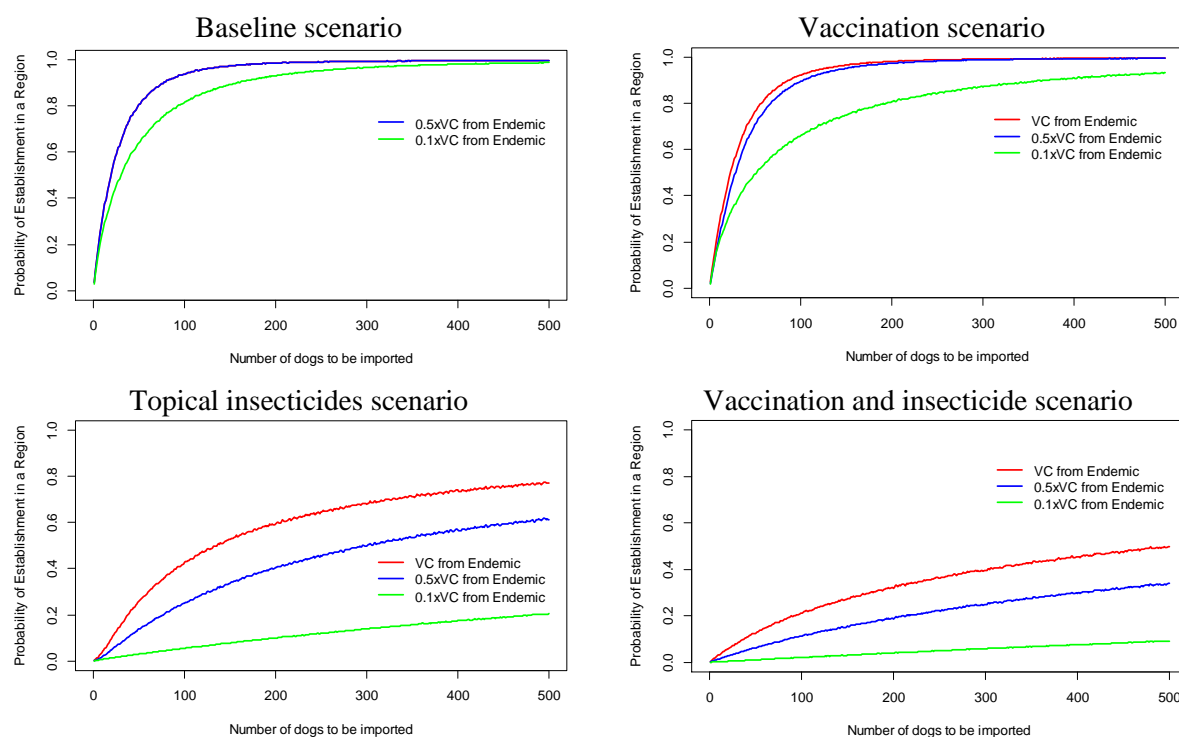 Baseline scenario
Probability of Establishment in a Region
1.0
0.8
0.6
0.4
0.2
0.0
0.5xVC from Endemic
0.1xVC from Endemic
0 100 200 300 400 500
Number of dogs to be imported
Vaccination scenario
Probability of Establishment in a Region
1.0
0.8
0.6
0.4
0.2
0.0
VC from Endemic
0.5xVC from Endemic
0.1xVC from Endemic
0 100 200 300 400 500
Number of dogs to be imported
Topical insecticides scenario
Probability of Establishment in a Region
1.0
0.8
0.6
0.4
0.2
0.0
VC from Endemic
0.5xVC from Endemic
0.1xVC from Endemic
0 100 200 300 400 500
Number of dogs to be imported
Vaccination and insecticide scenario
Probability of Establishment in a Region
1.0
0.8
0.6
0.4
0.2
0.0
VC from Endemic
0.5xVC from Endemic
0.1xVC from Endemic
0 100 200 300 400 500
Number of dogs to be imported